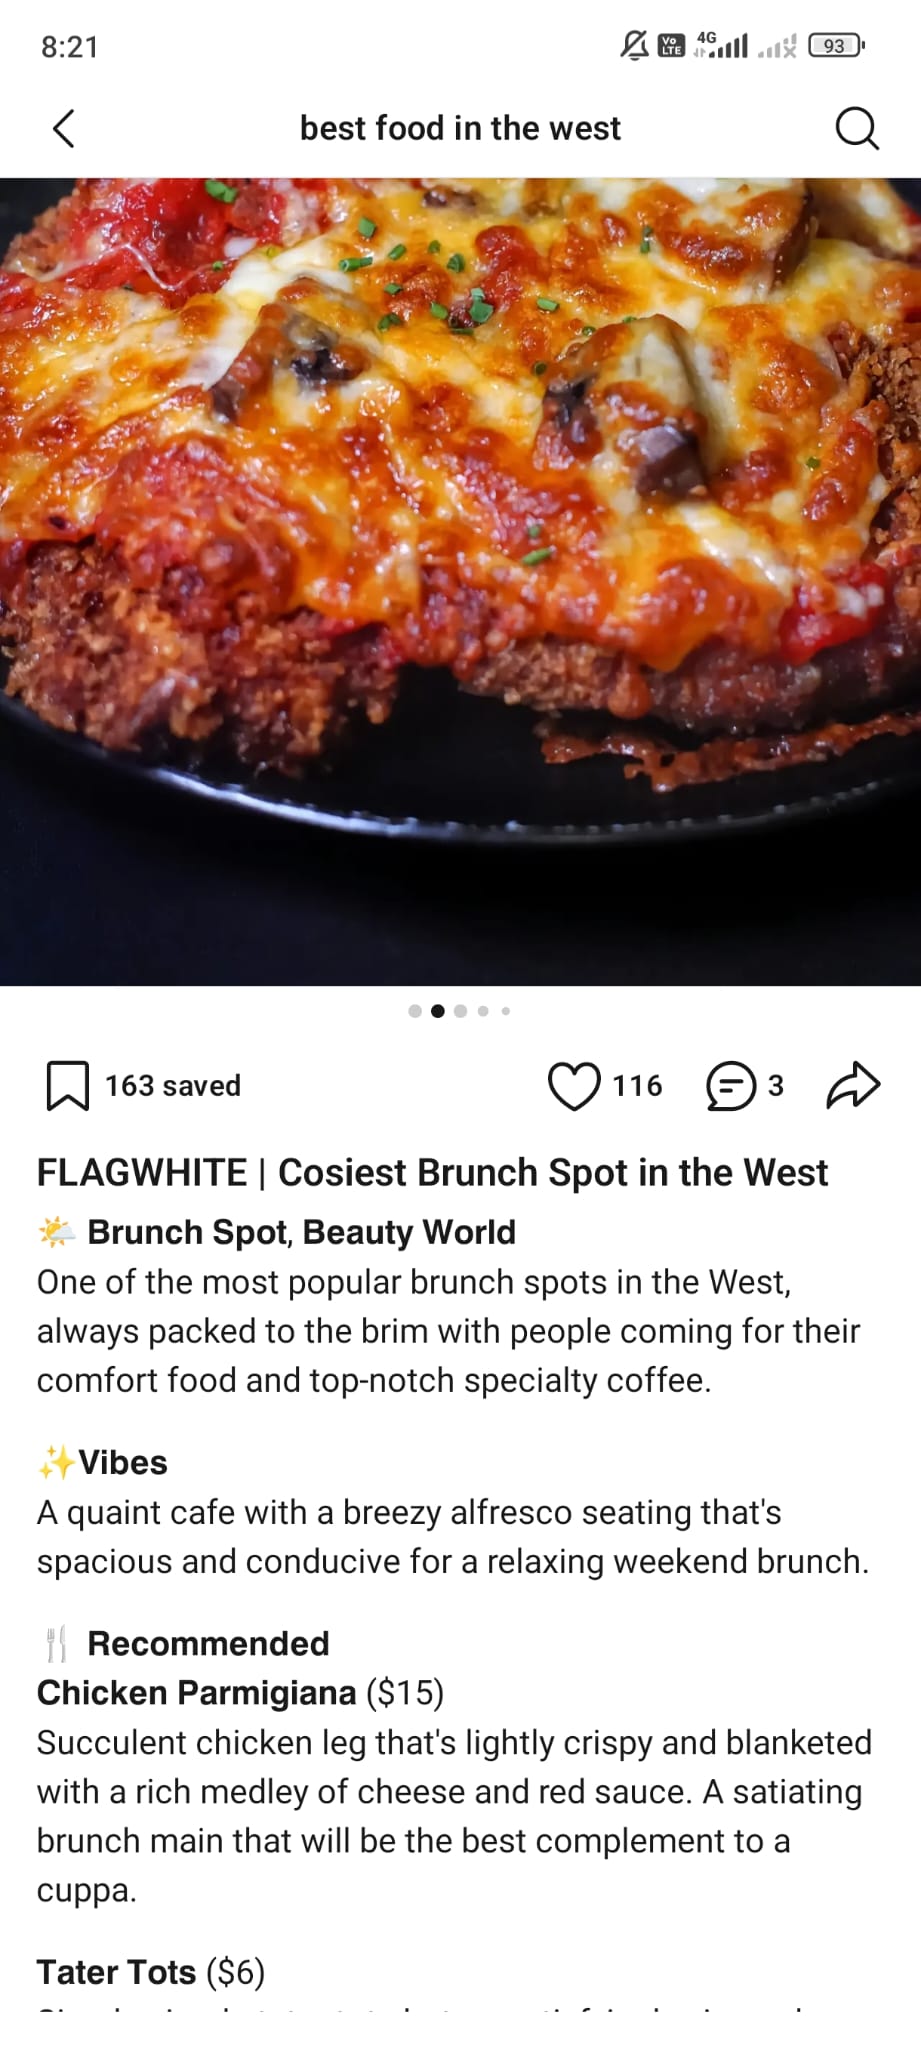 8:21
Vo LTE
4G
93
best food in the west
163 saved
116
3
FLAGWHITE | Cosiest Brunch Spot in the West
🌤️ Brunch Spot, Beauty World
One of the most popular brunch spots in the West,
always packed to the brim with people coming for their
comfort food and top-notch specialty coffee.
✨Vibes
A quaint cafe with a breezy alfresco seating that's
spacious and conducive for a relaxing weekend brunch.
🍴 Recommended
Chicken Parmigiana ($15)
Succulent chicken leg that's lightly crispy and blanketed
with a rich medley of cheese and red sauce. A satiating
brunch main that will be the best complement to a
cuppa.
Tater Tots ($6)